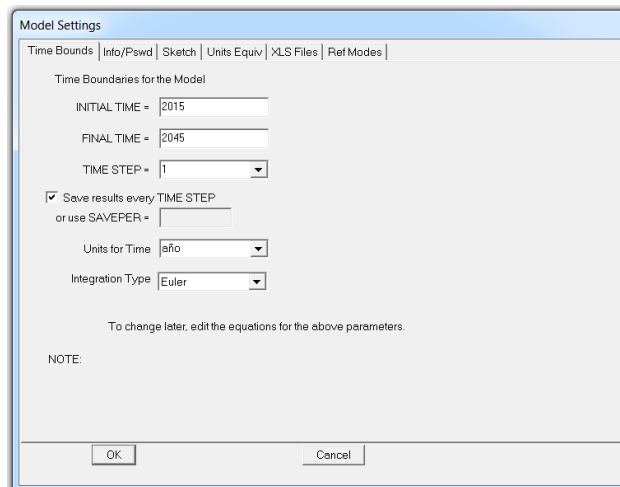 Model Settings
Time Bounds Info/Pswd Sketch Units Equiv XLS Files Ref Modes
Time Boundaries for the Model
INITIAL TIME = 2015
FINAL TIME = 2045
TIME STEP = 1
Save results every TIME STEP
or use SAVEPER =
Units for Time año
Integration Type Euler
To change later, edit the equations for the above parameters.
NOTE:
OK Cancel